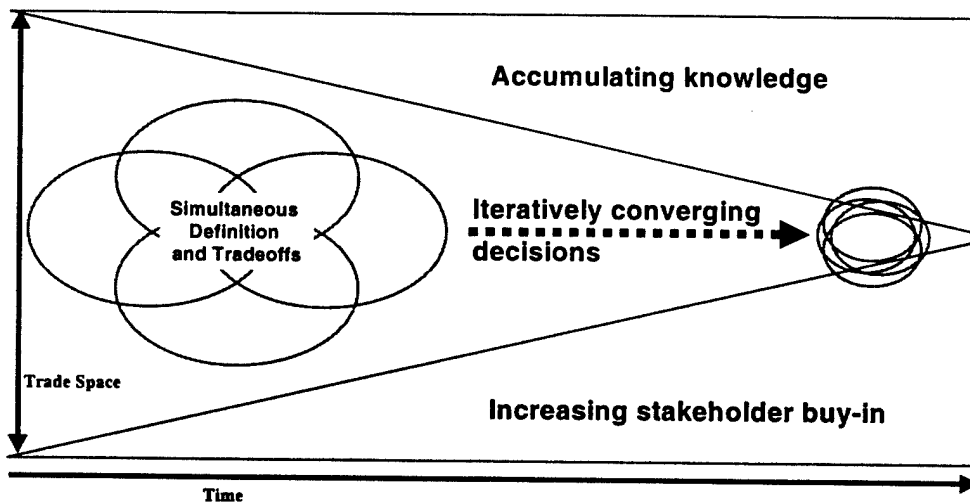 Accumulating knowledge
Simultaneous
Definition
and Tradeoffs
Iteratively converging
decisions
Trade Space
Increasing stakeholder buy-in
Time